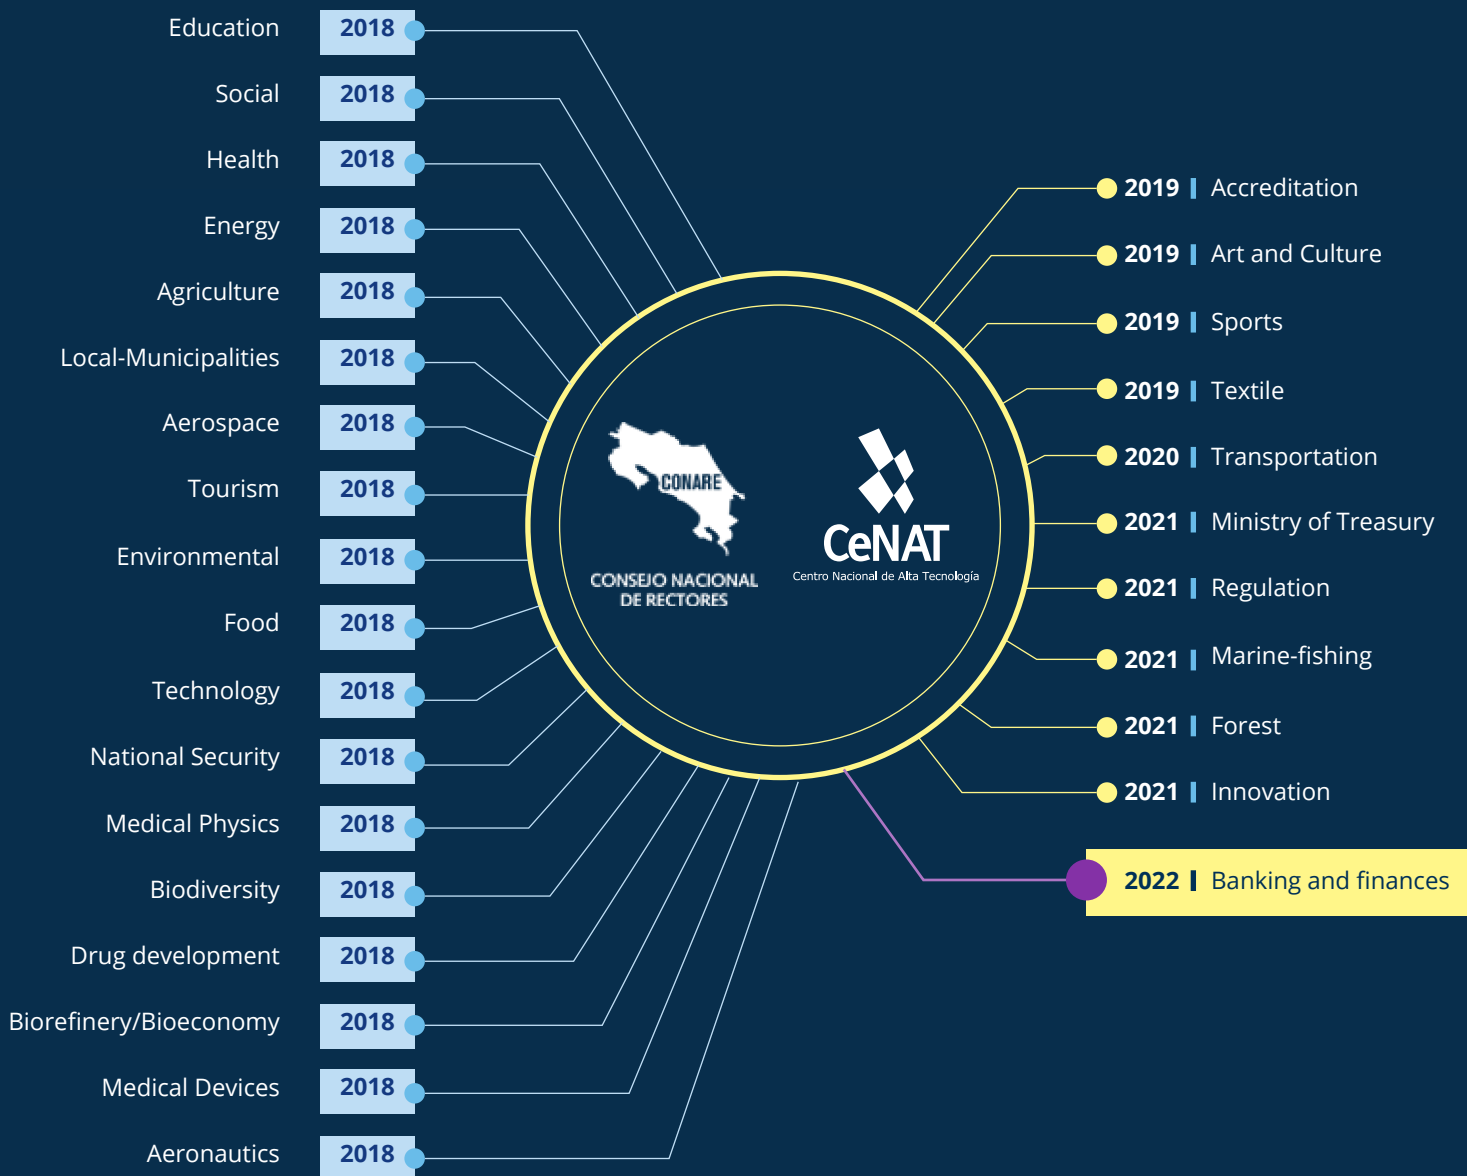 Education 2018
Social 2018
Health 2018
Energy 2018
Agriculture 2018
Local-Municipalities 2018
Aerospace 2018
Tourism 2018
Environmental 2018
Food 2018
Technology 2018
National Security 2018
Medical Physics 2018
Biodiversity 2018
Drug development 2018
Biorefinery/Bioeconomy 2018
Medical Devices 2018
Aeronautics 2018
CONARE
CONSEJO NACIONAL
DE RECTORES
CeNAT
Centro Nacional de Alta Tecnología
2019 | Accreditation
2019 | Art and Culture
2019 | Sports
2019 | Textile
2020 | Transportation
2021 | Ministry of Treasury
2021 | Regulation
2021 | Marine-fishing
2021 | Forest
2021 | Innovation
2022 | Banking and finances